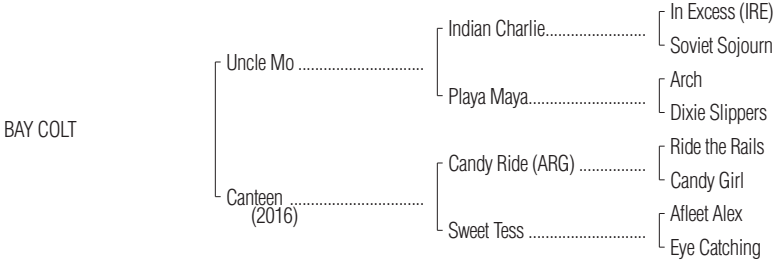 In Excess (IRE)
Indian Charlie..........................
Soviet Sojourn
Uncle Mo ................................
Arch
Playa Maya..............................
Dixie Slippers
BAY COLT
Ride the Rails
Candy Ride (ARG) .................
Candy Girl
Canteen ..................................
(2016)
Afleet Alex
Sweet Tess ..............................
Eye Catching